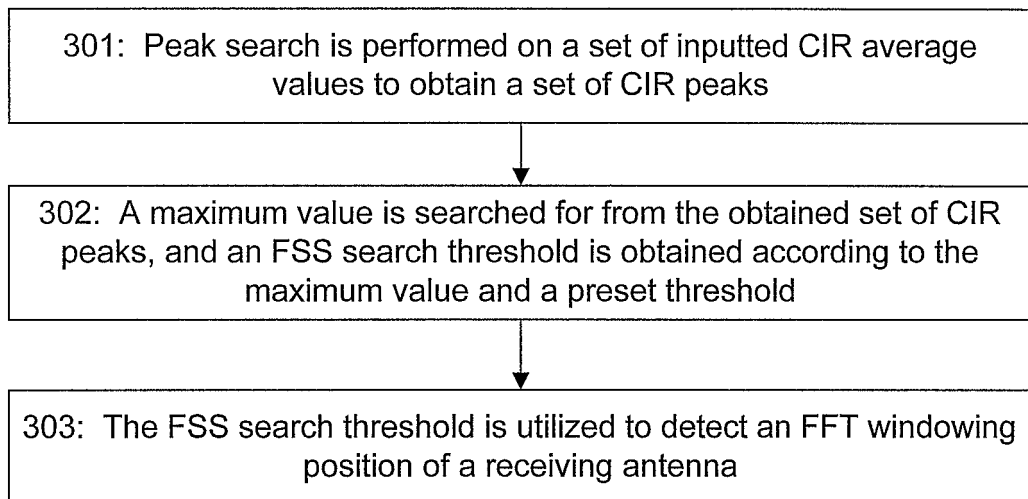 301: Peak search is performed on a set of inputted CIR average
values to obtain a set of CIR peaks
302: A maximum value is searched for from the obtained set of CIR
peaks, and an FSS search threshold is obtained according to the
maximum value and a preset threshold
303: The FSS search threshold is utilized to detect an FFT windowing
position of a receiving antenna